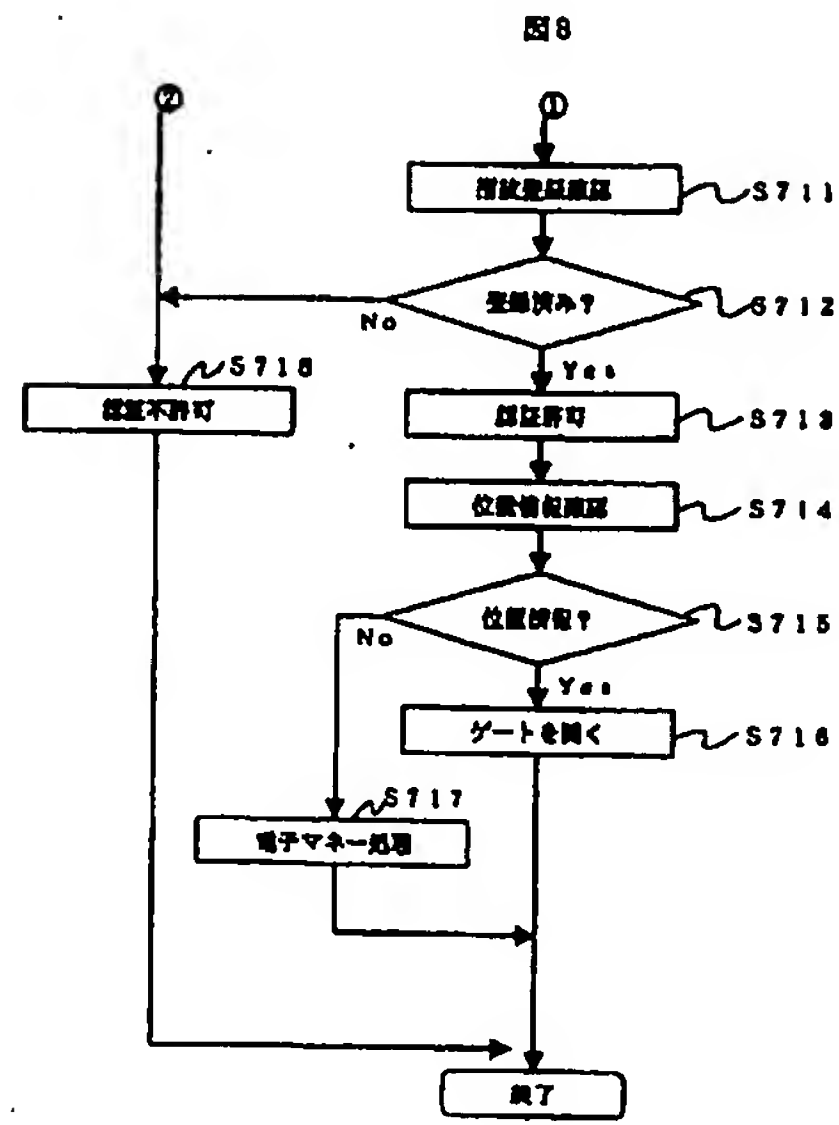 図8
② ①
指紋登録確認 S711
登録済み? S712
No
Yes
S718
認証不許可
認証許可 S713
位置情報確認 S714
位置情報? S715
No
Yes
ゲートを開く S716
S717
電子マネー処理
終了